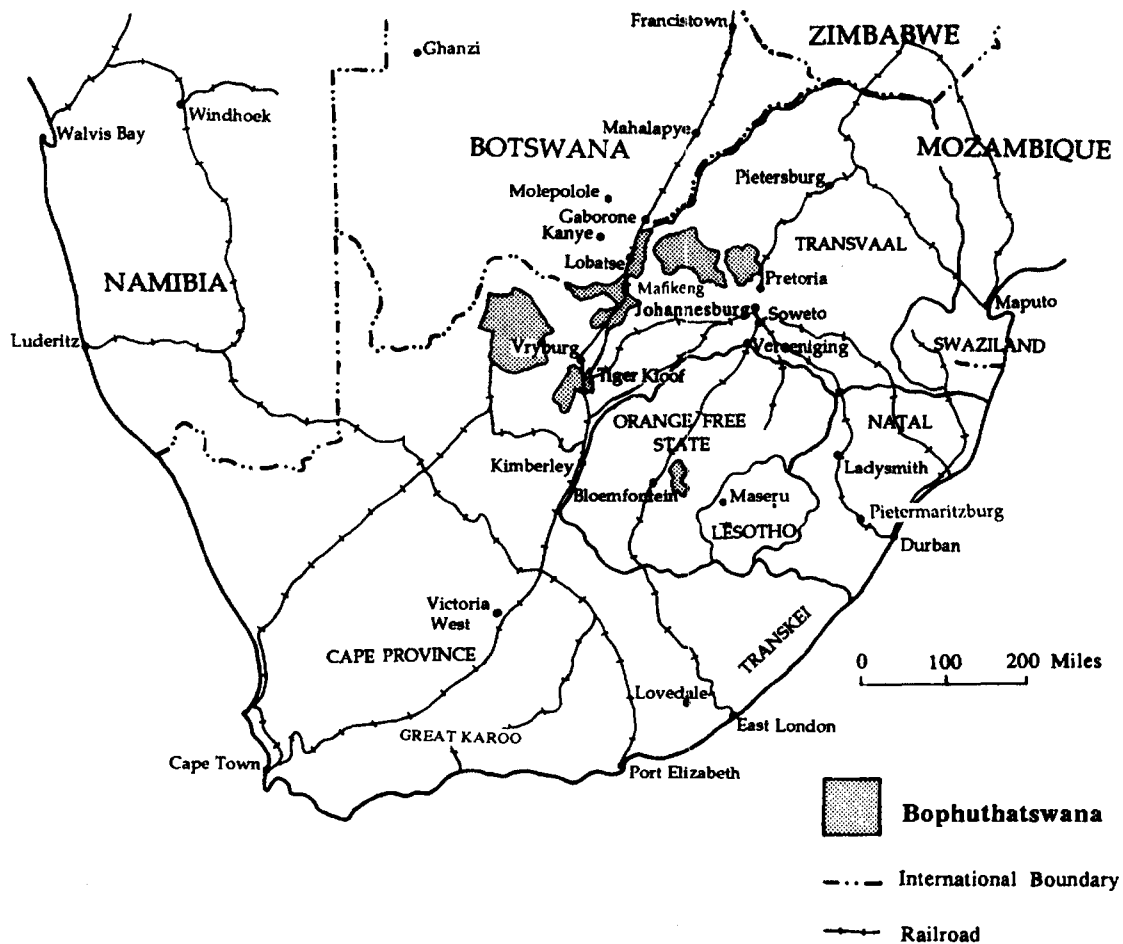 Francistown
ZIMBABWE
Ghanzi
Windhoek
Walvis Bay
Mahalapye
BOTSWANA
MOZAMBIQUE
Pietersburg
Molepolole
Gaborone
Kanye
TRANSVAAL
Lobatse
NAMIBIA
Mafikeng
Pretoria
Johannesburg
Maputo
Soweto
Luderitz
Vryburg
Vereeniging
SWAZILAND
Tiger Kloof
ORANGE FREE
STATE
NATAL
Kimberley
Ladysmith
Bloemfontein
Maseru
Pietermaritzburg
LESOTHO
Durban
Victoria
West
CAPE PROVINCE
TRANSKEI
0 100 200 Miles
Lovedale
East London
GREAT KAROO
Cape Town
Port Elizabeth
Bophuthatswana
International Boundary
Railroad